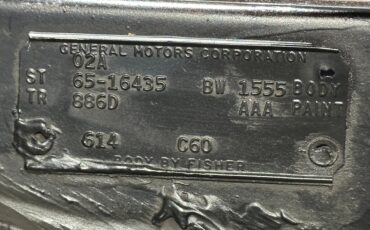 GENERAL MOTORS CORPORATION
02A
ST 65-16435 BW 1555 BODY
TR 886D AAA PAINT
614 C60
BODY BY FISHER